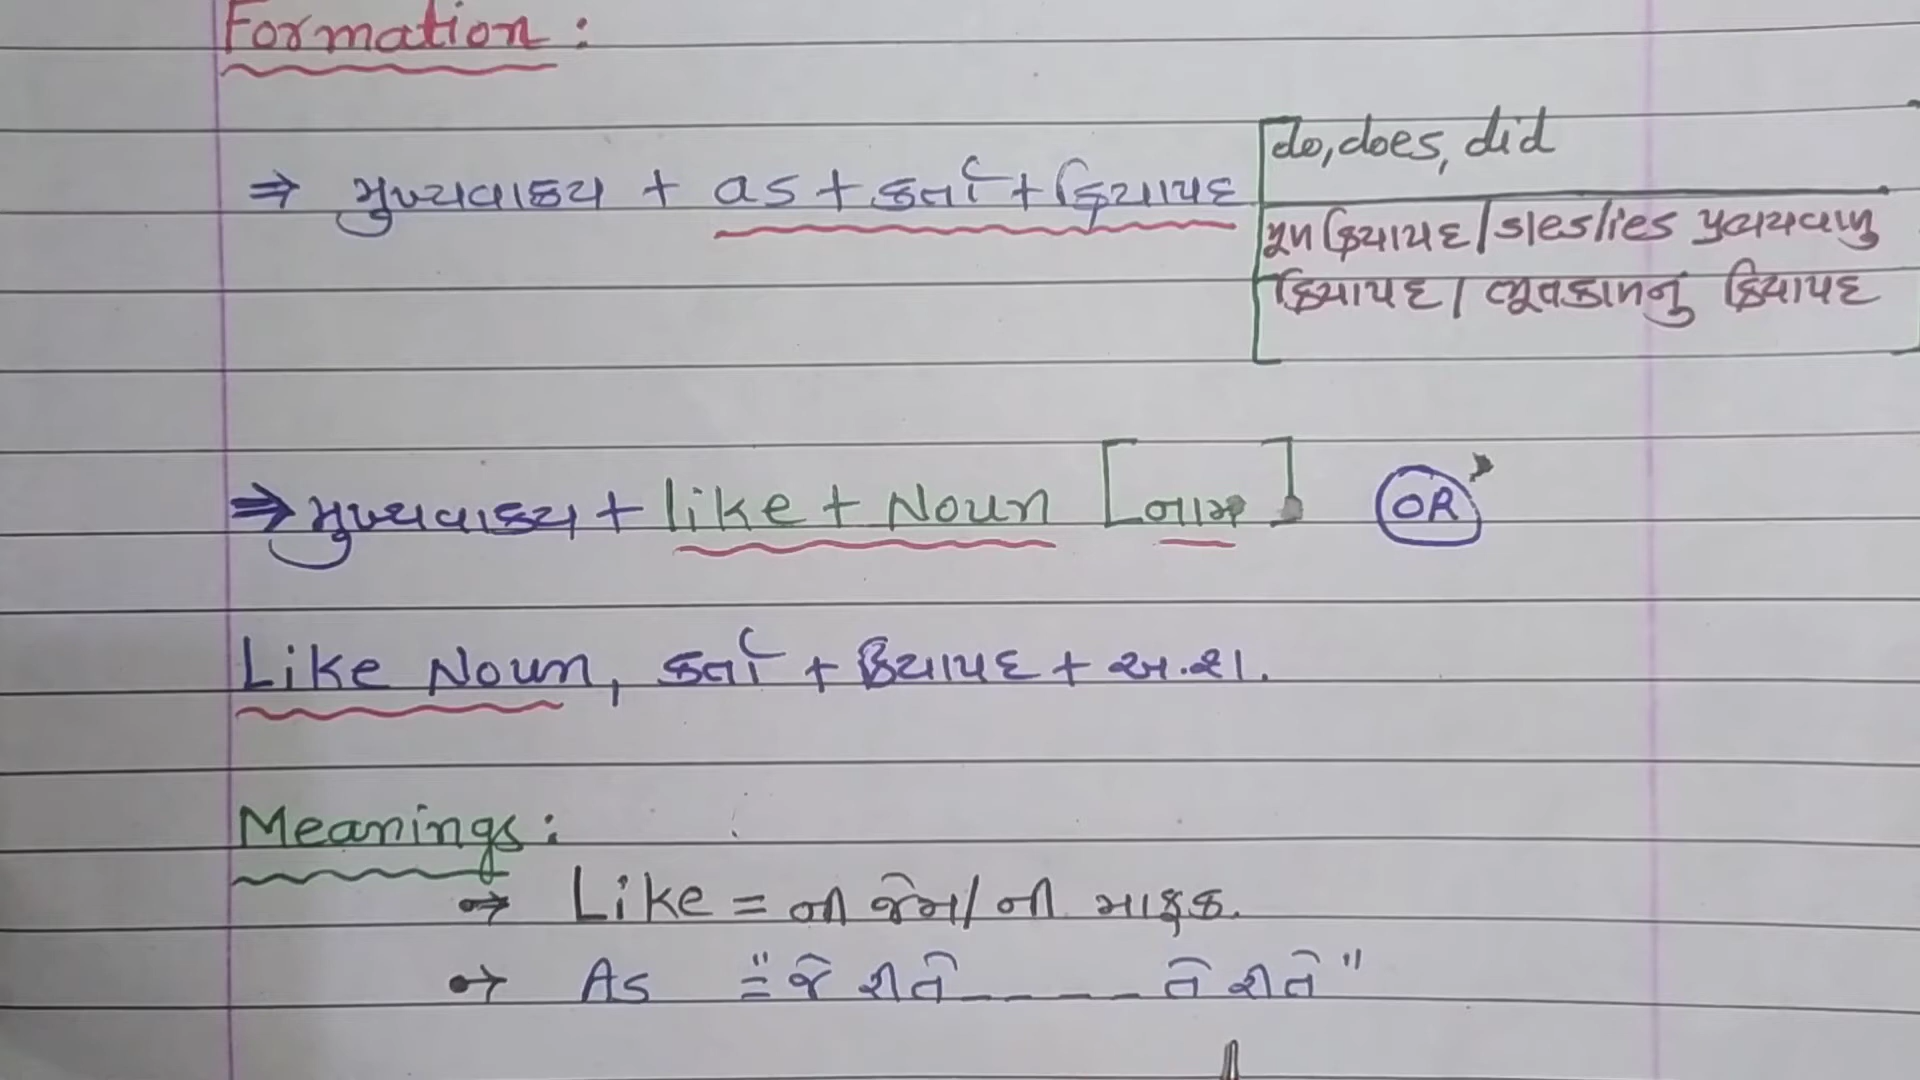 Formation :
⇒ મુખ્યવાક્ય + as + કર્તા + ક્રિયાપદ
do, does, did
મૂળ ક્રિયાપદ/s/es/ies પ્રત્યયવાળુ
ક્રિયાપદ / ભૂતકાળનું ક્રિયાપદ
⇒ મુખ્યવાક્ય + like + Noun [નામ] OR
Like Noun, કર્તા + ક્રિયાપદ + અ.શા.
Meanings :
→ Like = ની જેમ/ ની માફક.
→ As = "જે રીતે _ _ _ _ તે રીતે"